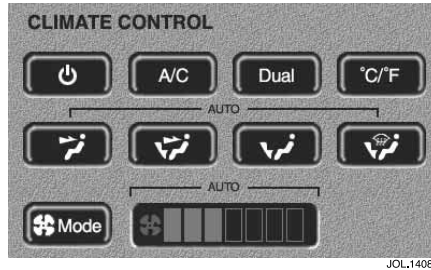 CLIMATE CONTROL
A/C Dual °C/°F
AUTO
AUTO
Mode
JOL.1408